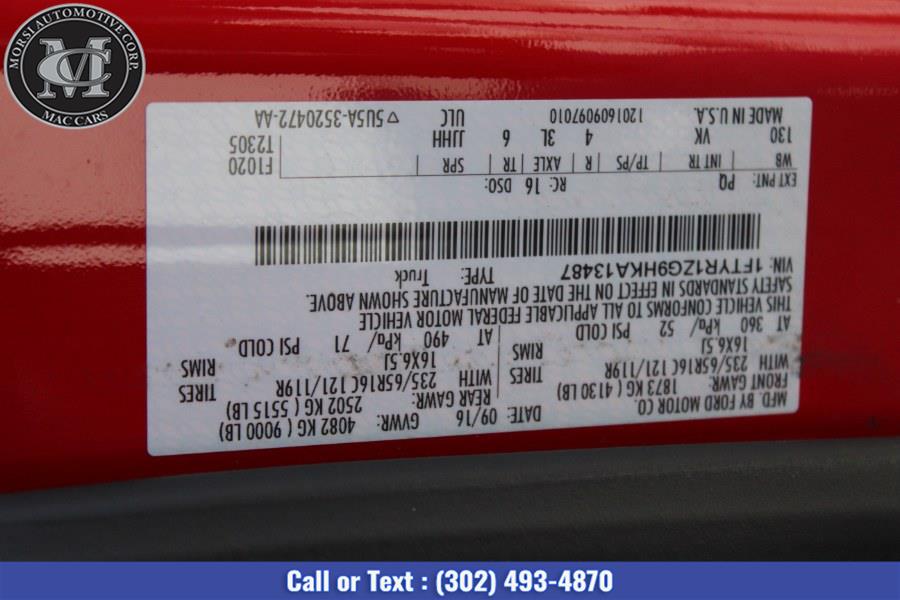 MORSI AUTOMOTIVE CORP.
MC
MAC CARS
MFD. BY FORD MOTOR CO.
DATE: 09/16 GVWR: 4082 KG ( 9000 LB)
FRONT GAWR: 1873 KG ( 4130 LB) REAR GAWR: 2502 KG ( 5515 LB)
WITH 235/65R16C 121/119R TIRES WITH 235/65R16C 121/119R TIRES
16X6.5J RIMS 16X6.5J RIMS
AT 360 kPa/ 52 PSI COLD AT 490 kPa/ 71 PSI COLD
THIS VEHICLE CONFORMS TO ALL APPLICABLE FEDERAL MOTOR VEHICLE
SAFETY STANDARDS IN EFFECT ON THE DATE OF MANUFACTURE SHOWN ABOVE.
VIN: 1FTYR1ZG9HKA13487 TYPE: Truck
EXT PNT: PQ RC: 16 DSO:
WB INT TR TP/PS R AXLE TR SPR F1020
130 VK 4 3L 6 JJHH T2305
MADE IN U.S.A. 1201609097010 ULC ▽ 5U5A-3520472-AA
Call or Text : (302) 493-4870